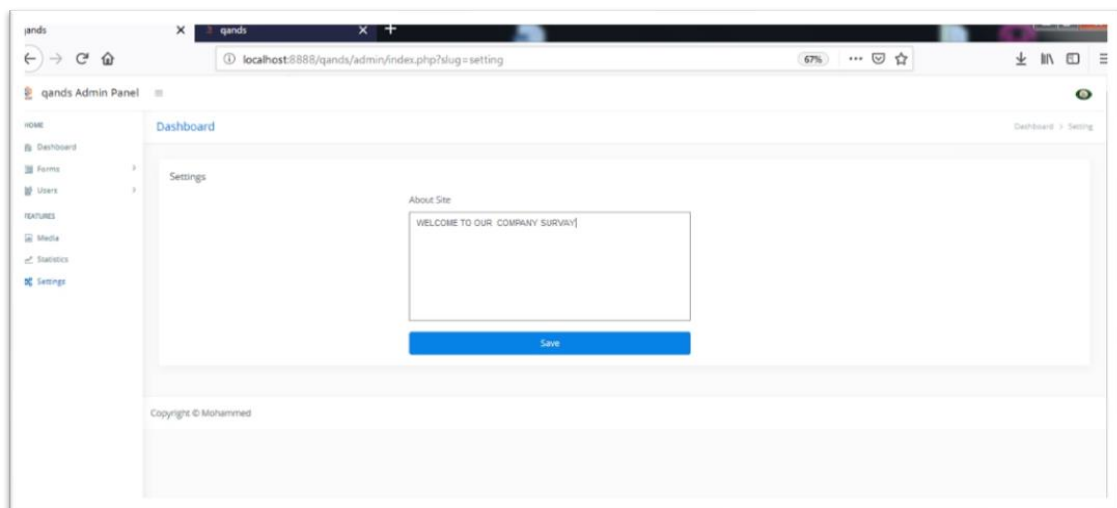 qands
qands
localhost:8888/qands/admin/index.php?slug=setting
67%
qands Admin Panel
HOME
Dashboard
Dashboard > Setting
Dashboard
Forms
Users
Settings
About Site
WELCOME TO OUR COMPANY SURVAY
FEATURES
Media
Statistics
Settings
Save
Copyright © Mohammed